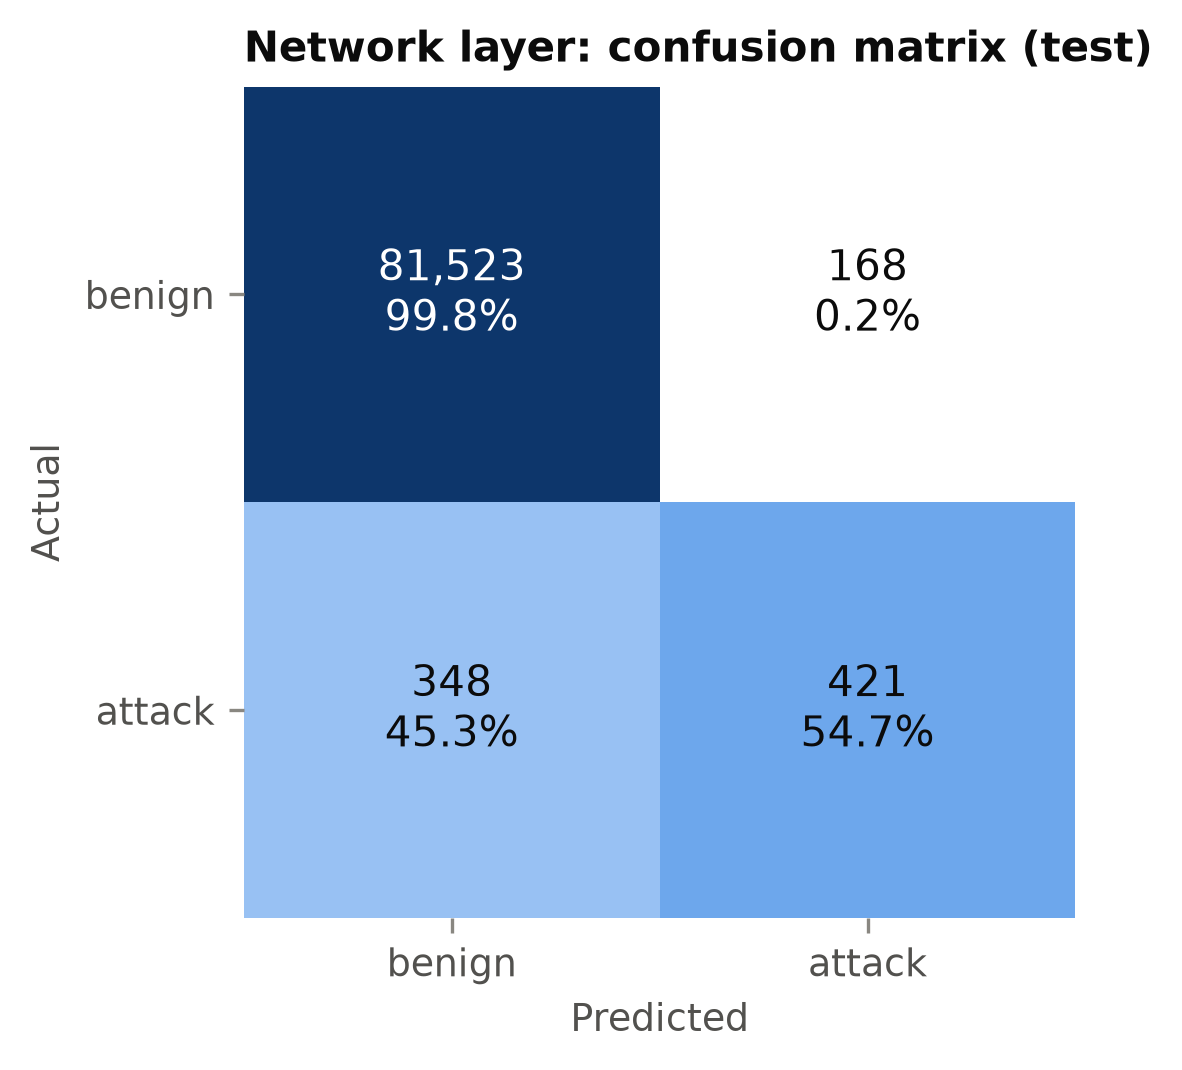 Network layer: confusion matrix (test)
Actual
benign
81,523
99.8%
168
0.2%
attack
348
45.3%
421
54.7%
benign
attack
Predicted